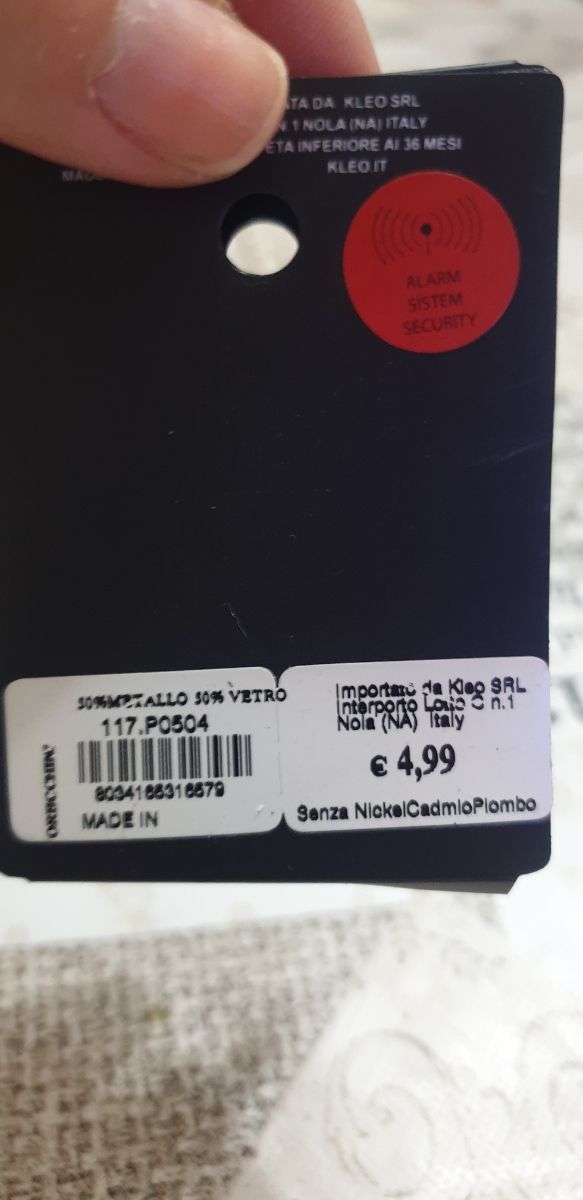 DA KLEO SRL
1 NOLA (NA) ITALY
ETA INFERIORE AI 36 MESI
KLEO.IT
ALARM
SISTEM
SECURITY
50%METALLO 50% VETRO
117.P0504
8034165316579
MADE IN
ORECCHINI
Importato da Kleo SRL
Interporto Lotto C n.1
Nola (NA) Italy
€ 4,99
Senza NickelCadmioPiombo